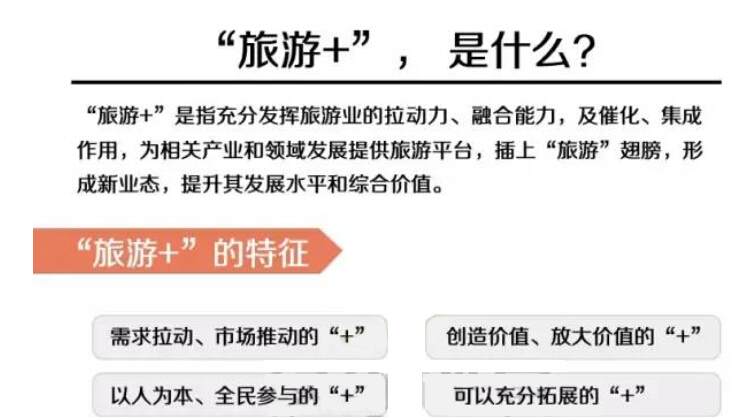 “旅游+”，是什么?
“旅游+”是指充分发挥旅游业的拉动力、融合能力，及催化、集成
作用，为相关产业和领域发展提供旅游平台，插上“旅游”翅膀，形
成新业态，提升其发展水平和综合价值。
“旅游+”的特征
需求拉动、市场推动的“+”
创造价值、放大价值的“+”
以人为本、全民参与的“+”
可以充分拓展的“+”